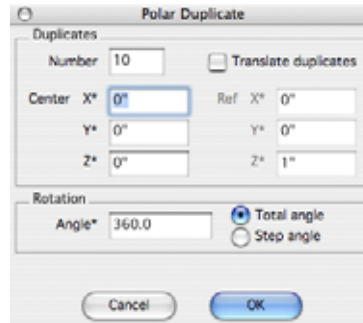 Polar Duplicate
Duplicates
Number 10 Translate duplicates
Center X* 0" Ref X* 0"
Y* 0" Y* 0"
Z* 0" Z* 1"
Rotation
Angle* 360.0 Total angle
Step angle
Cancel OK